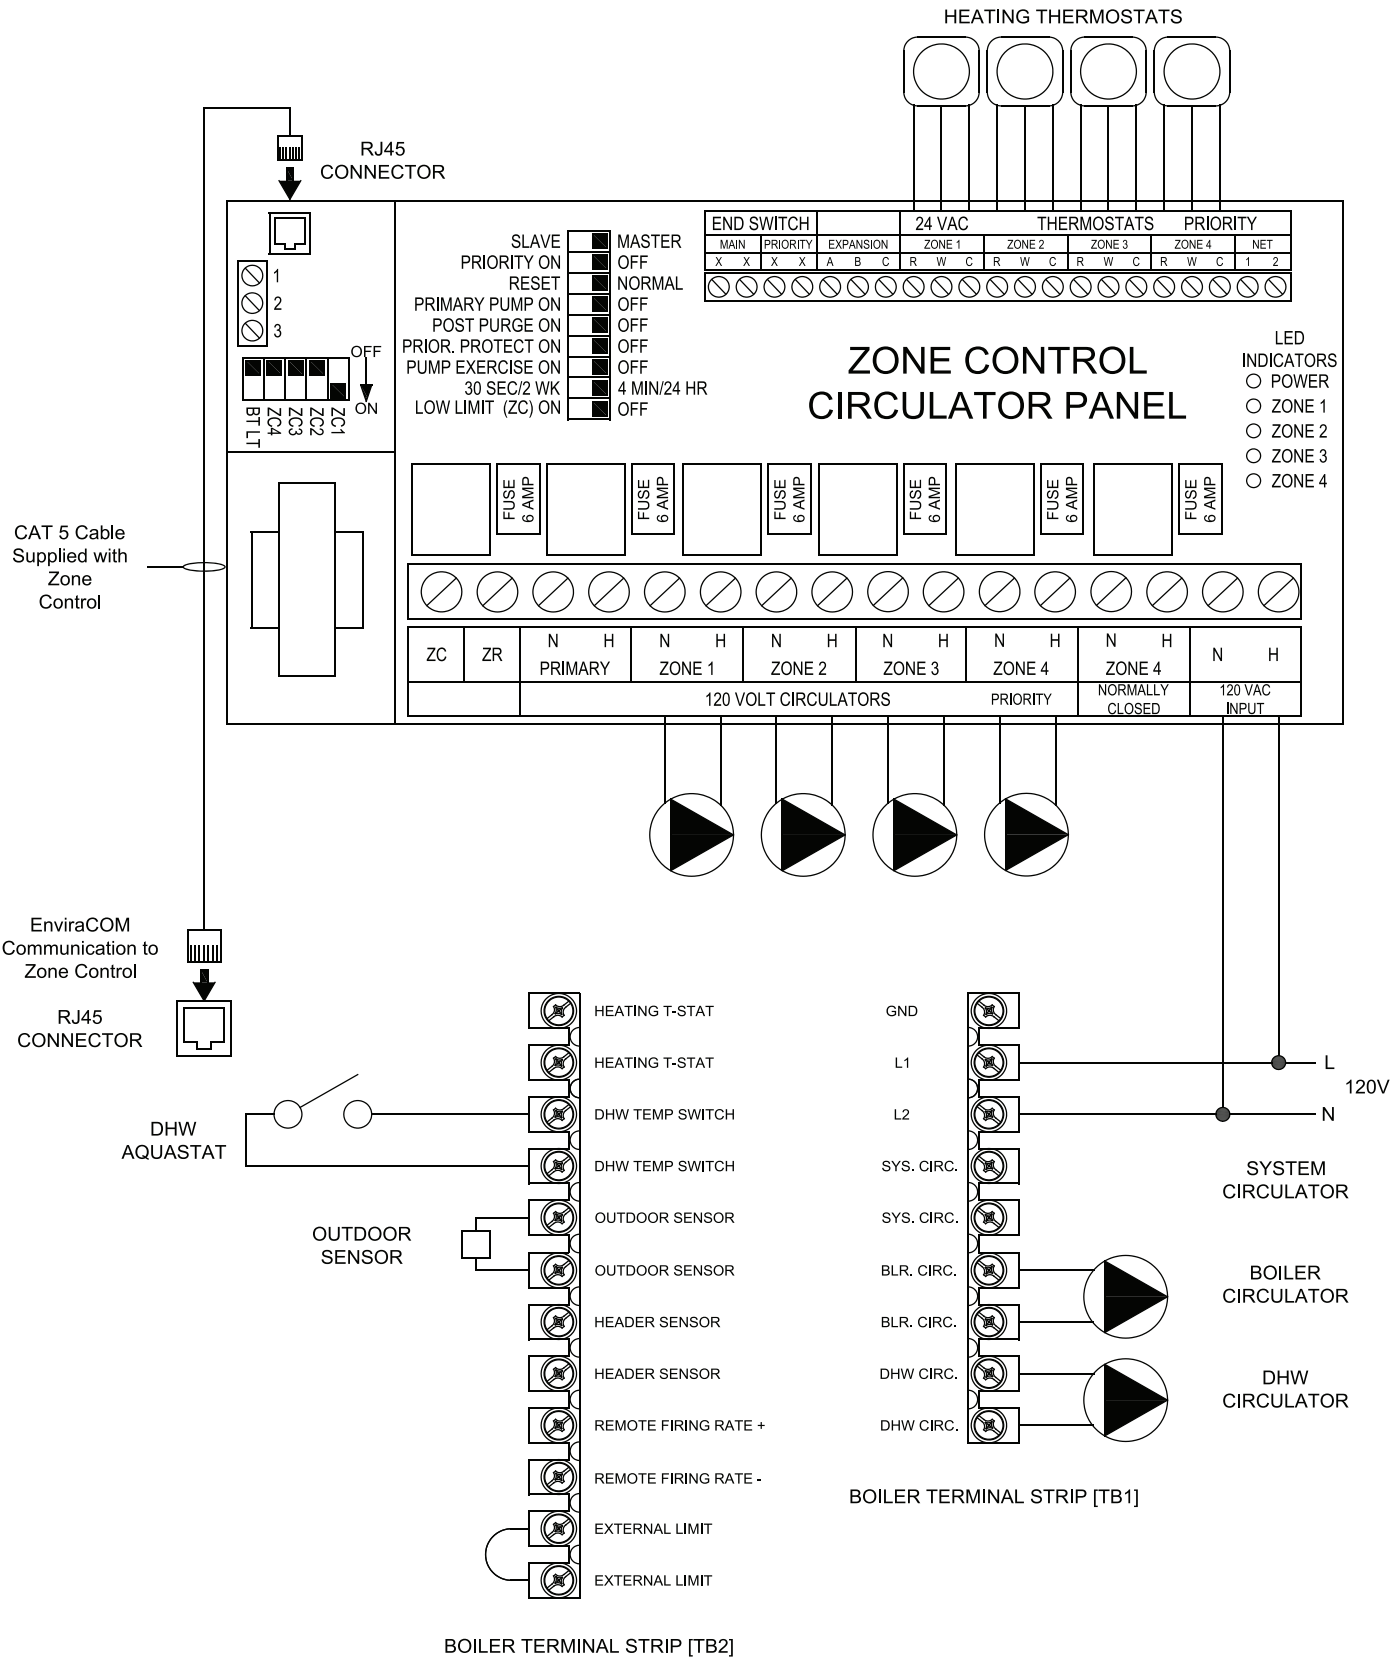 HEATING THERMOSTATS
RJ45
CONNECTOR
END SWITCH 24 VAC THERMOSTATS PRIORITY
MAIN PRIORITY EXPANSION ZONE 1 ZONE 2 ZONE 3 ZONE 4 NET
X X X X A B C R W C R W C R W C R W C 1 2
SLAVE MASTER
PRIORITY ON OFF
RESET NORMAL
PRIMARY PUMP ON OFF
POST PURGE ON OFF
PRIOR. PROTECT ON OFF
PUMP EXERCISE ON OFF
30 SEC/2 WK 4 MIN/24 HR
LOW LIMIT (ZC) ON OFF
1
2
3
OFF
ON
BT LT
ZC4
ZC3
ZC2
ZC1
ZONE CONTROL
CIRCULATOR PANEL
LED
INDICATORS
POWER
ZONE 1
ZONE 2
ZONE 3
ZONE 4
FUSE
6 AMP
FUSE
6 AMP
FUSE
6 AMP
FUSE
6 AMP
FUSE
6 AMP
FUSE
6 AMP
CAT 5 Cable
Supplied with
Zone
Control
ZC ZR N H N H N H N H N H N H N H
PRIMARY ZONE 1 ZONE 2 ZONE 3 ZONE 4 ZONE 4
120 VOLT CIRCULATORS PRIORITY
NORMALLY
CLOSED
120 VAC
INPUT
EnviraCOM
Communication to
Zone Control
RJ45
CONNECTOR
DHW
AQUASTAT
OUTDOOR
SENSOR
HEATING T-STAT
HEATING T-STAT
DHW TEMP SWITCH
DHW TEMP SWITCH
OUTDOOR SENSOR
OUTDOOR SENSOR
HEADER SENSOR
HEADER SENSOR
REMOTE FIRING RATE +
REMOTE FIRING RATE -
EXTERNAL LIMIT
EXTERNAL LIMIT
BOILER TERMINAL STRIP [TB2]
GND
L1
L2
SYS. CIRC.
SYS. CIRC.
BLR. CIRC.
BLR. CIRC.
DHW CIRC.
DHW CIRC.
BOILER TERMINAL STRIP [TB1]
L
120V
N
SYSTEM
CIRCULATOR
BOILER
CIRCULATOR
DHW
CIRCULATOR